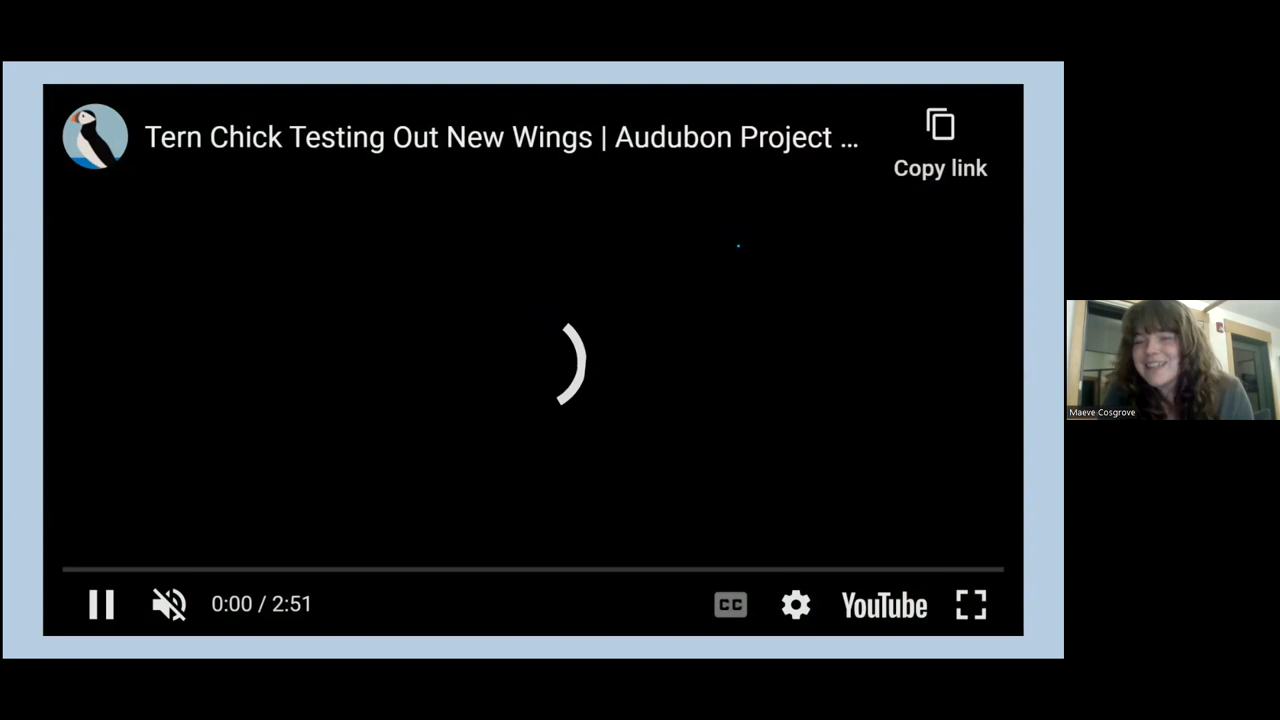 Tern Chick Testing Out New Wings | Audubon Project ...
Copy link
Maeve Cosgrove
0:00 / 2:51
CC
YouTube